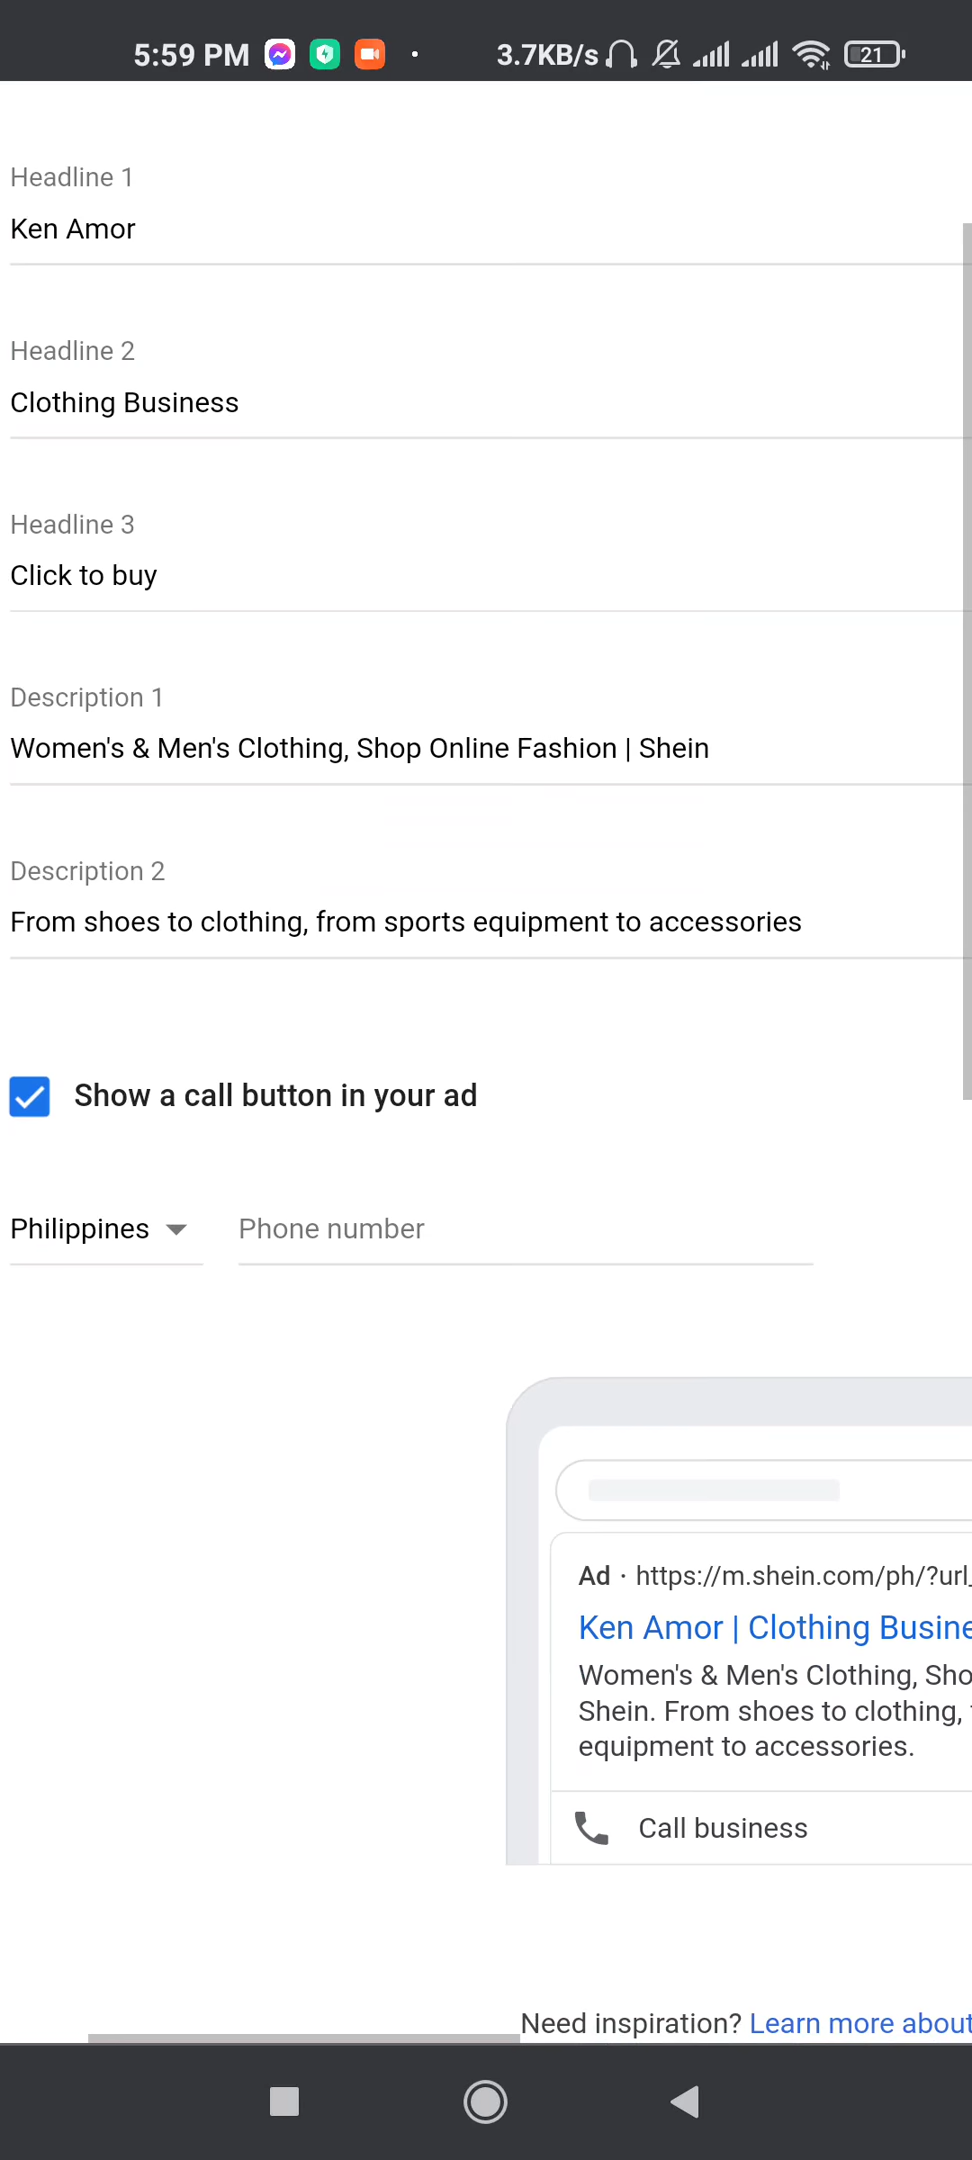 5:59 PM 3.7KB/s 21
Headline 1
Ken Amor
Headline 2
Clothing Business
Headline 3
Click to buy
Description 1
Women's & Men's Clothing, Shop Online Fashion | Shein
Description 2
From shoes to clothing, from sports equipment to accessories
Show a call button in your ad
Philippines Phone number
Ad · https://m.shein.com/ph/?url_
Ken Amor | Clothing Busine
Women's & Men's Clothing, Sho
Shein. From shoes to clothing,
equipment to accessories.
Call business
Need inspiration? Learn more about